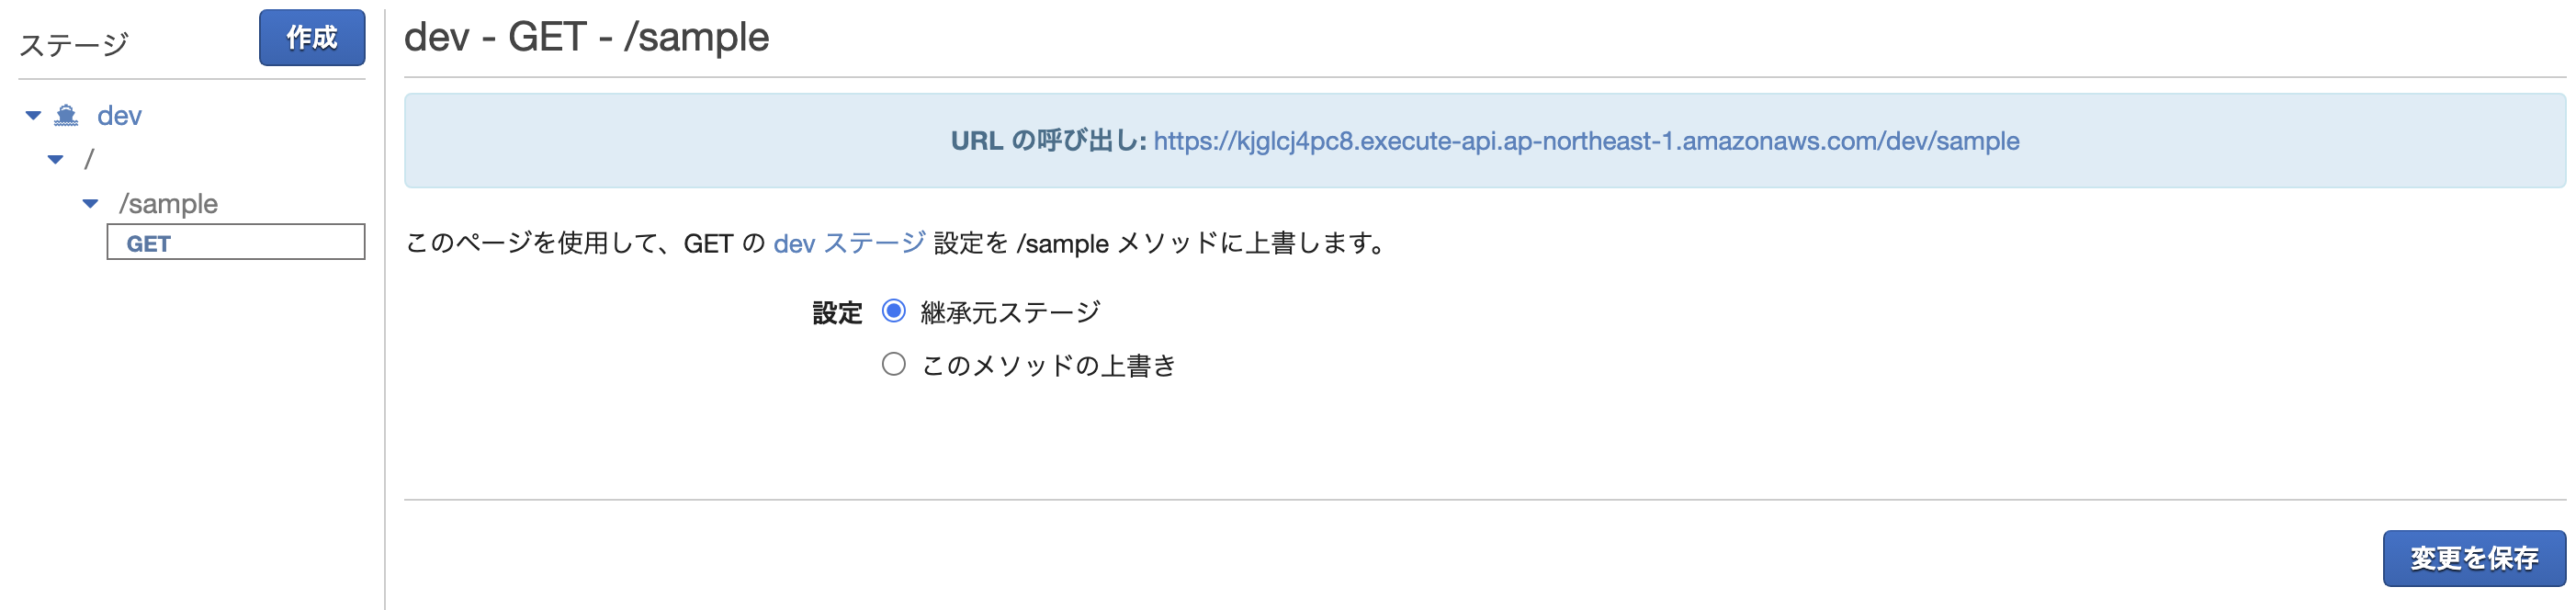 ステージ
作成
dev
/
/sample
GET
dev - GET - /sample
URL の呼び出し: https://kjglcj4pc8.execute-api.ap-northeast-1.amazonaws.com/dev/sample
このページを使用して、GET の dev ステージ 設定を /sample メソッドに上書します。
設定 継承元ステージ
このメソッドの上書き
変更を保存